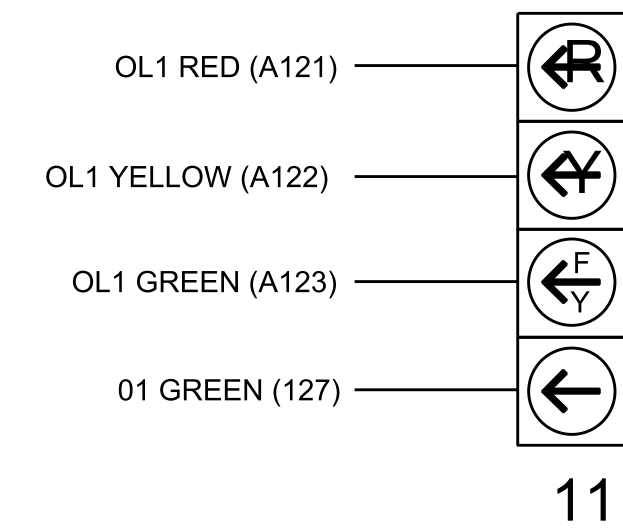 OL1 RED (A121)
R
OL1 YELLOW (A122)
Y
OL1 GREEN (A123)
F
Y
01 GREEN (127)
11